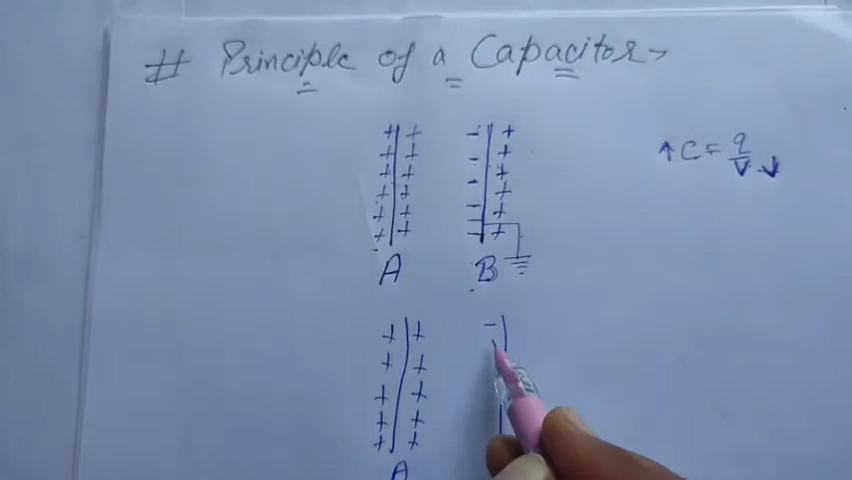 # Principle of a Capacitor→
↑ C = q/V ↓
A B
A